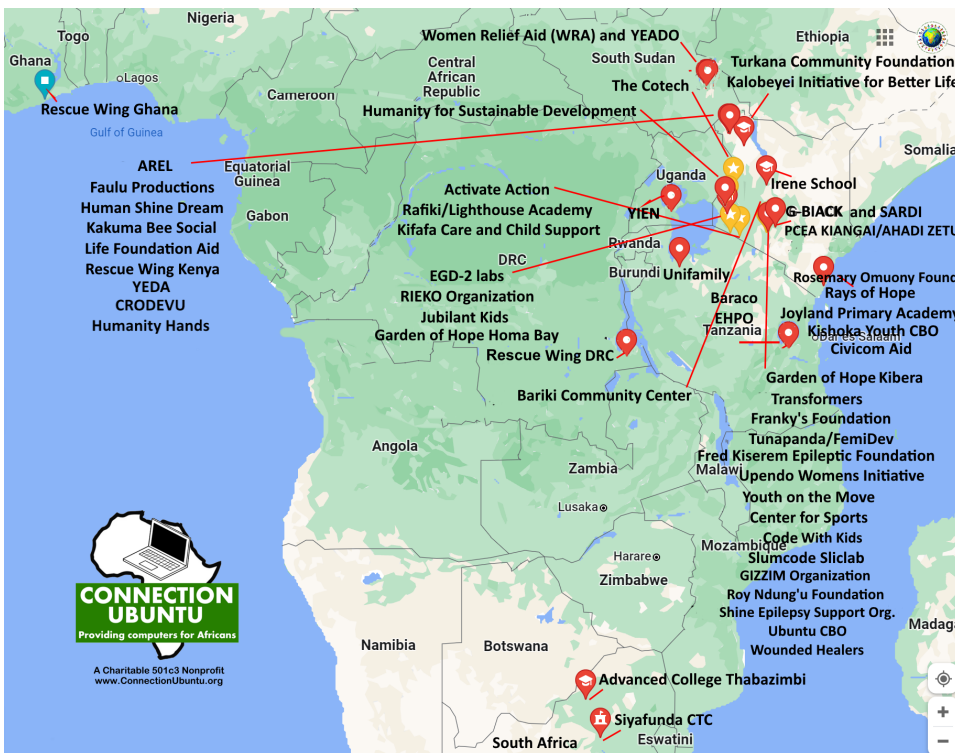 Nigeria
Togo
Ghana
Lagos
Rescue Wing Ghana
Gulf of Guinea
Cameroon
Central
African
Republic
Women Relief Aid (WRA) and YEADO
South Sudan
Ethiopia
The Cotech
Turkana Community Foundation
Kalobeyei Initiative for Better Life
Humanity for Sustainable Development
Somalia
Equatorial
Guinea
Gabon
AREL
Faulu Productions
Human Shine Dream
Kakuma Bee Social
Life Foundation Aid
Rescue Wing Kenya
YEDA
CRODEVU
Humanity Hands
Uganda
Irene School
Activate Action
Rafiki/Lighthouse Academy
Kifafa Care and Child Support
YIEN
G-BIACK and SARDI
PCEA KIANGAI/AHADI ZETU
Rwanda
DRC
Burundi
Unifamily
EGD-2 labs
RIEKO Organization
Jubilant Kids
Garden of Hope Homa Bay
Rescue Wing DRC
Baraco
EHPO
Tanzania
Rosemary Omuony Found
Rays of Hope
Joyland Primary Academy
Kishoka Youth CBO
Dar es Salaam
Civicom Aid
Bariki Community Center
Garden of Hope Kibera
Transformers
Franky's Foundation
Tunapanda/FemiDev
Fred Kiserem Epileptic Foundation
Upendo Womens Initiative
Youth on the Move
Center for Sports
Code With Kids
Slumcode Sliclab
GIZZIM Organization
Roy Ndung'u Foundation
Shine Epilepsy Support Org.
Ubuntu CBO
Wounded Healers
Angola
Zambia
Malawi
Lusaka
Harare
Mozambique
Zimbabwe
Namibia
Botswana
Madaga
CONNECTION
UBUNTU
Providing computers for Africans
A Charitable 501c3 Nonprofit
www.ConnectionUbuntu.org
Advanced College Thabazimbi
Siyafunda CTC
South Africa
Eswatini